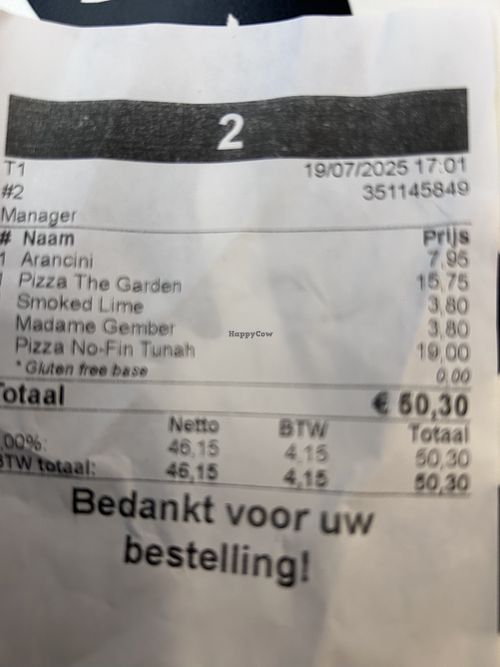 2
T1 19/07/2025 17:01
#2 351145849
Manager
# Naam Prijs
1 Arancini 7,95
Pizza The Garden 15,75
Smoked Lime 3,80
Madame Gember 3,80
Pizza No-Fin Tunah 19,00
* Gluten free base 0,00
Totaal € 50,30
Netto BTW Totaal
,00%: 46,15 4,15 50,30
BTW totaal: 46,15 4,15 50,30
Bedankt voor uw
bestelling!
HappyCow